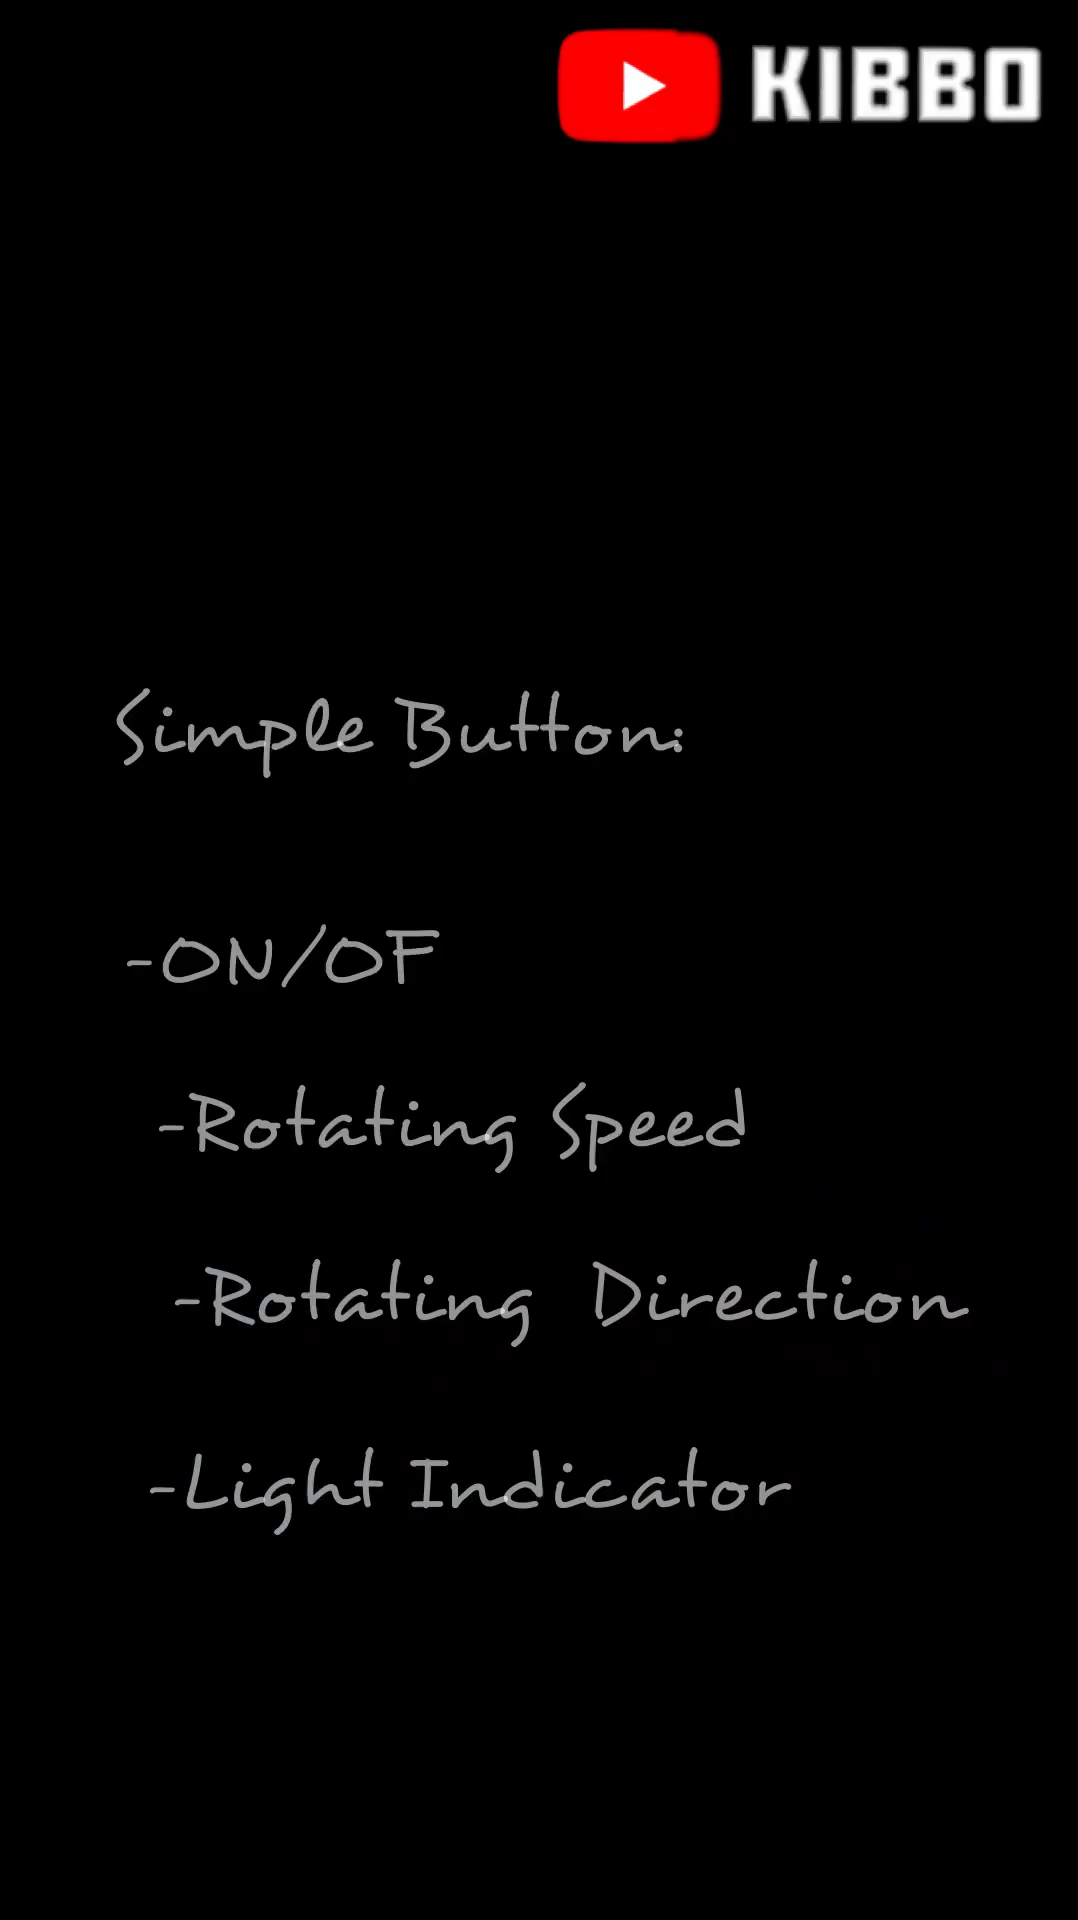 KIBBO
Simple Button:
-ON/OF
-Rotating Speed
-Rotating Direction
-Light Indicator